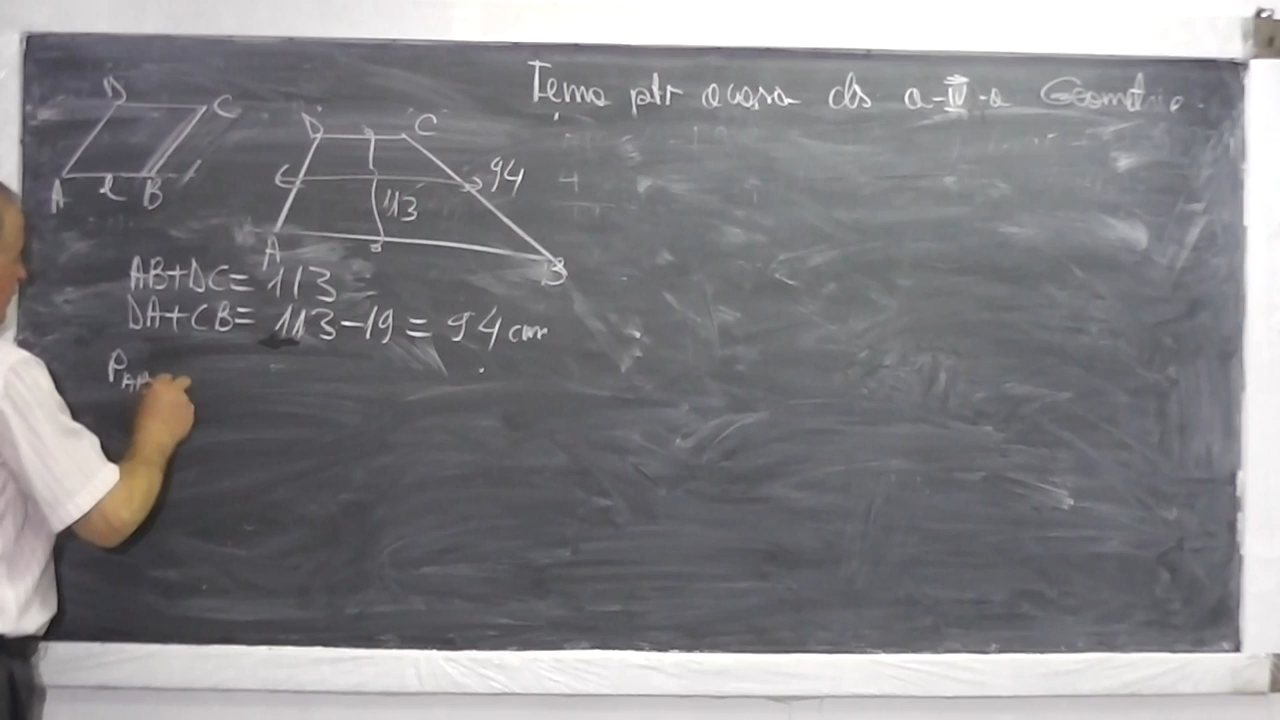 Tema ptr acasa cls a-IV-a Geometrie
D C
A l B
D C
94
113
A B
AB+DC= 113
DA+CB= 113-19 = 94 cm
P